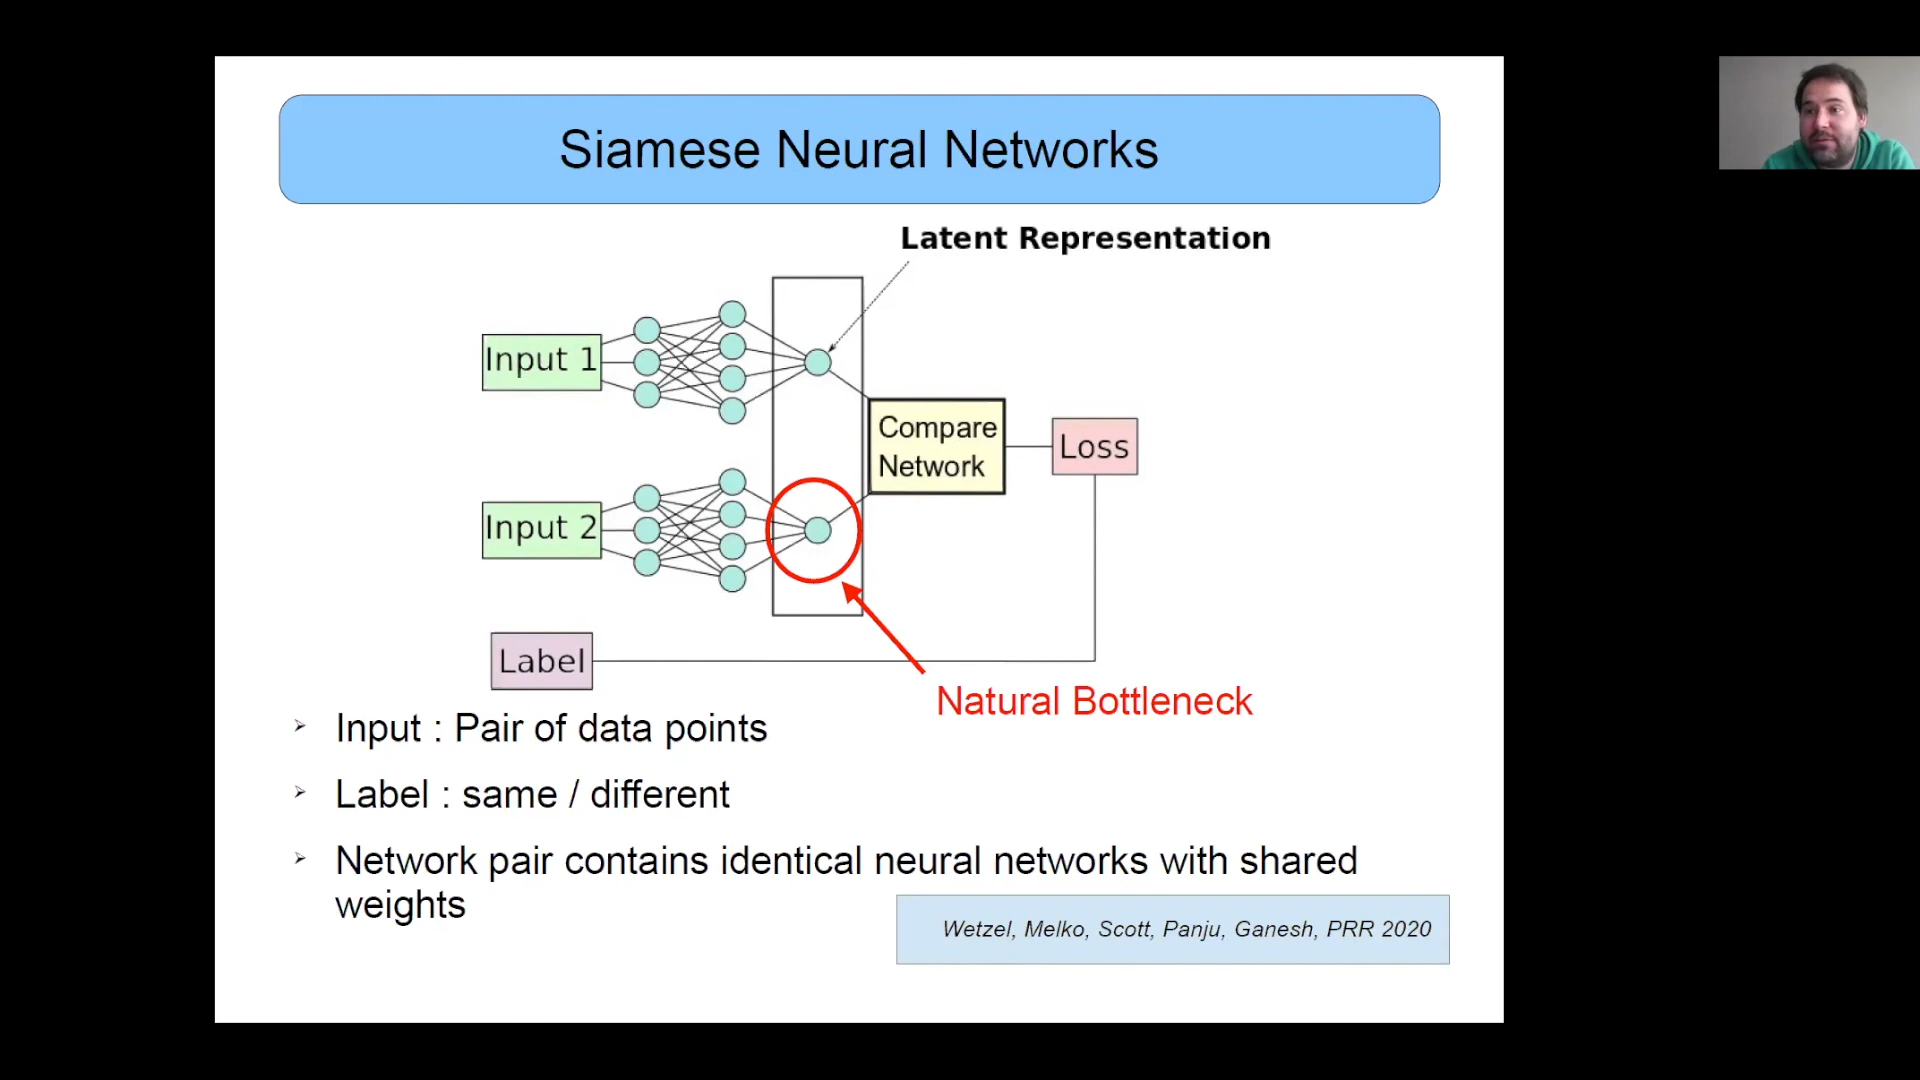 Siamese Neural Networks
Latent Representation
Input 1
Compare
Network
Loss
Input 2
Label
Natural Bottleneck
Input : Pair of data points
Label : same / different
Network pair contains identical neural networks with shared
weights
Wetzel, Melko, Scott, Panju, Ganesh, PRR 2020